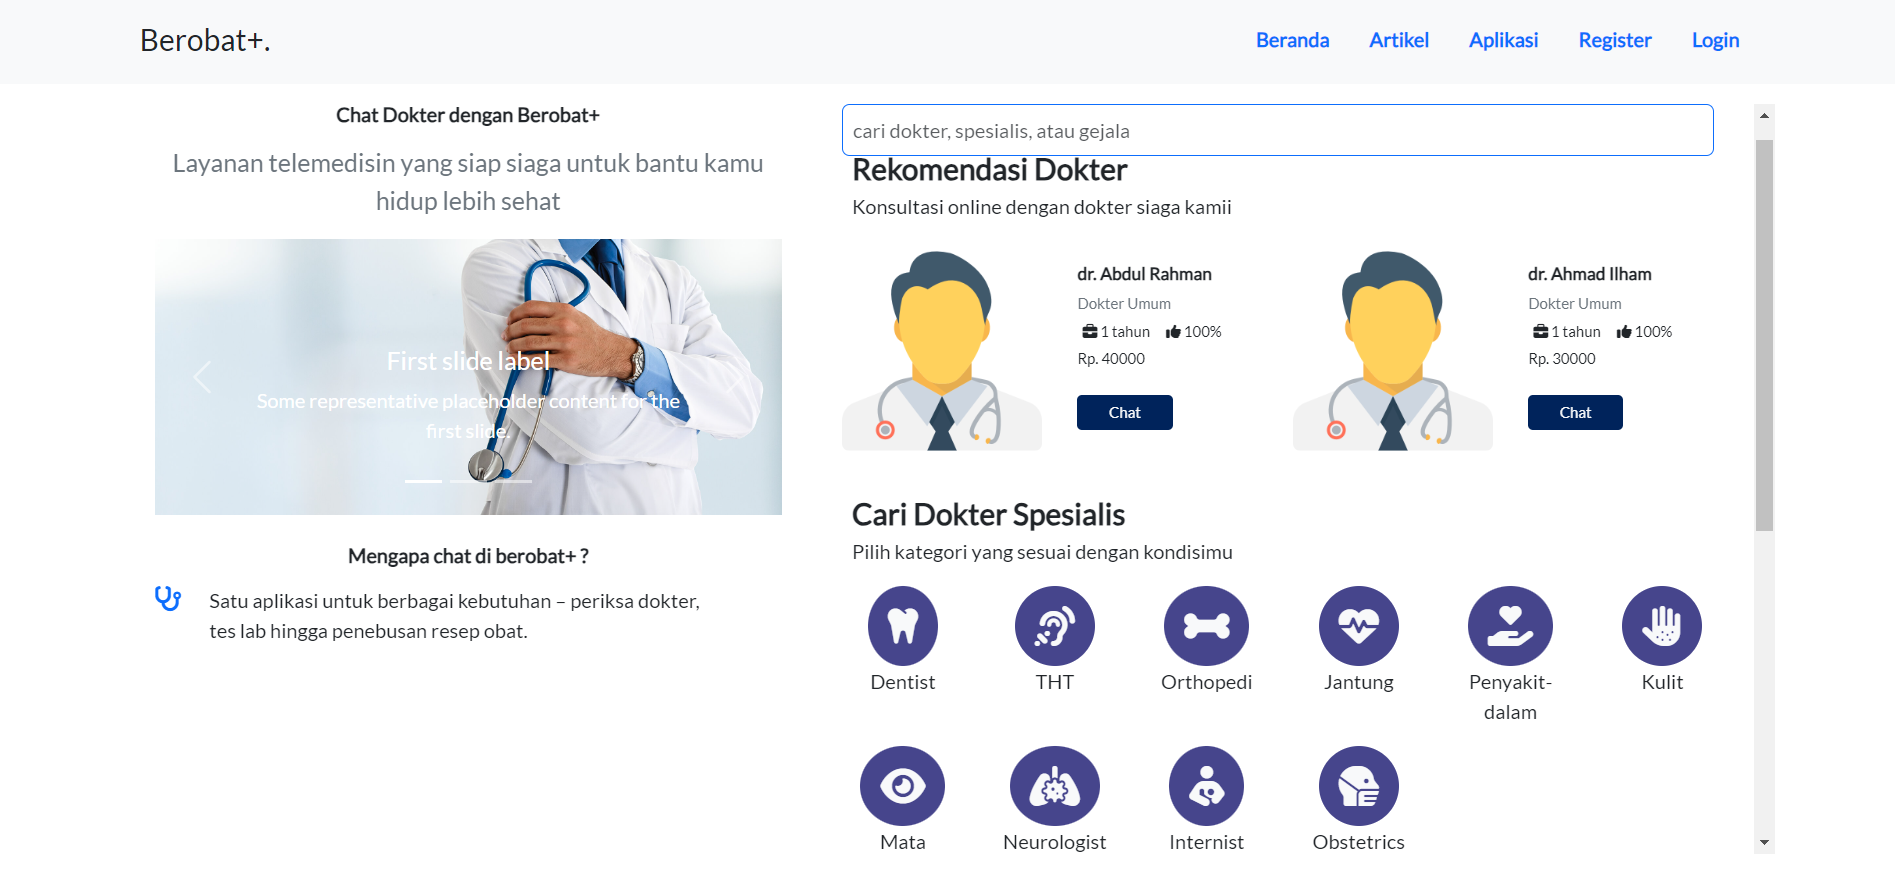 Berobat+.
Beranda
Artikel
Aplikasi
Register
Login
Chat Dokter dengan Berobat+
Layanan telemedisin yang siap siaga untuk bantu kamu
hidup lebih sehat
First slide label
Some representative placeholder content for the
first slide.
Mengapa chat di berobat+ ?
Satu aplikasi untuk berbagai kebutuhan – periksa dokter,
tes lab hingga penebusan resep obat.
cari dokter, spesialis, atau gejala
Rekomendasi Dokter
Konsultasi online dengan dokter siaga kamii
dr. Abdul Rahman
Dokter Umum
1 tahun 100%
Rp. 40000
Chat
dr. Ahmad Ilham
Dokter Umum
1 tahun 100%
Rp. 30000
Chat
Cari Dokter Spesialis
Pilih kategori yang sesuai dengan kondisimu
Dentist
THT
Orthopedi
Jantung
Penyakit-
dalam
Kulit
Mata
Neurologist
Internist
Obstetrics